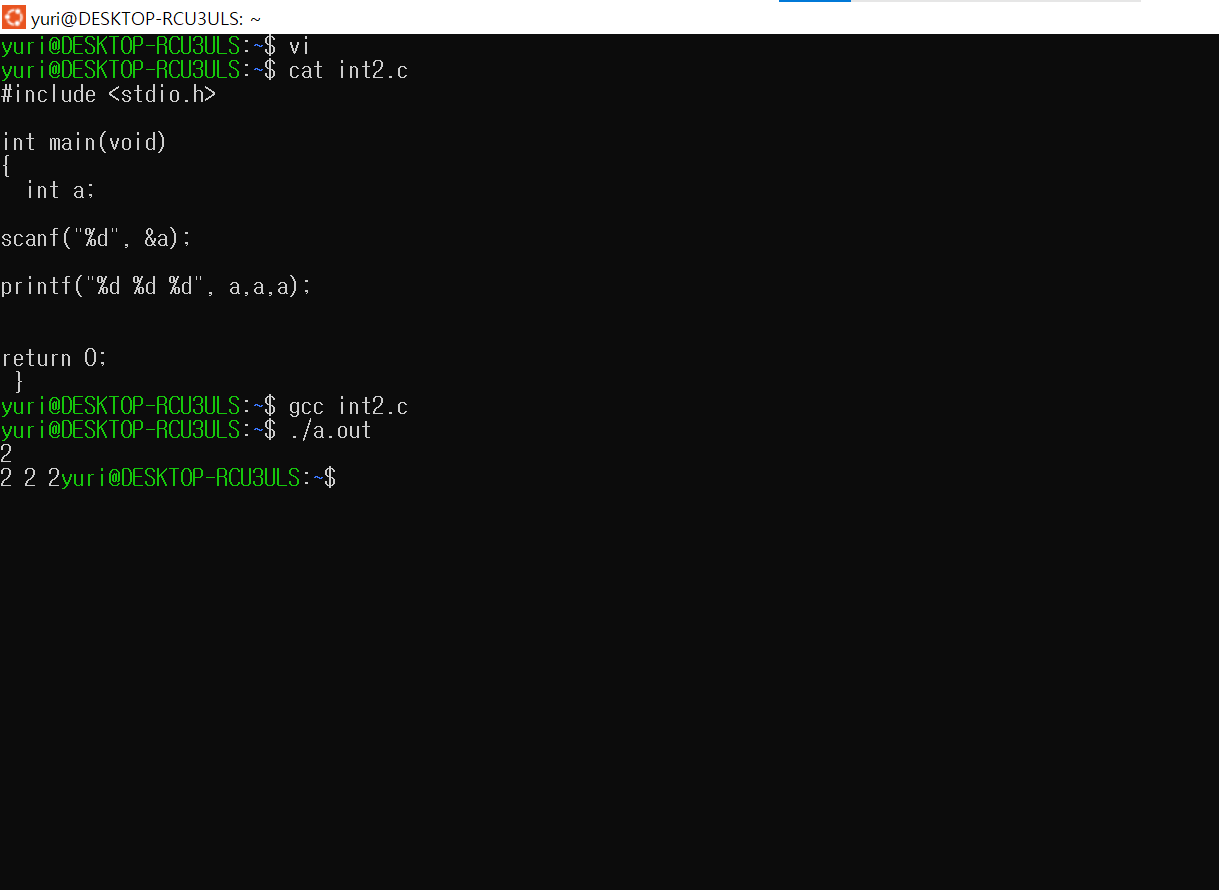 yuri@DESKTOP-RCU3ULS: ~
yuri@DESKTOP-RCU3ULS:~$ vi
yuri@DESKTOP-RCU3ULS:~$ cat int2.c
#include <stdio.h>
int main(void)
{
  int a;
scanf("%d", &a);
printf("%d %d %d", a,a,a);
return 0;
 }
yuri@DESKTOP-RCU3ULS:~$ gcc int2.c
yuri@DESKTOP-RCU3ULS:~$ ./a.out
2
2 2 2yuri@DESKTOP-RCU3ULS:~$